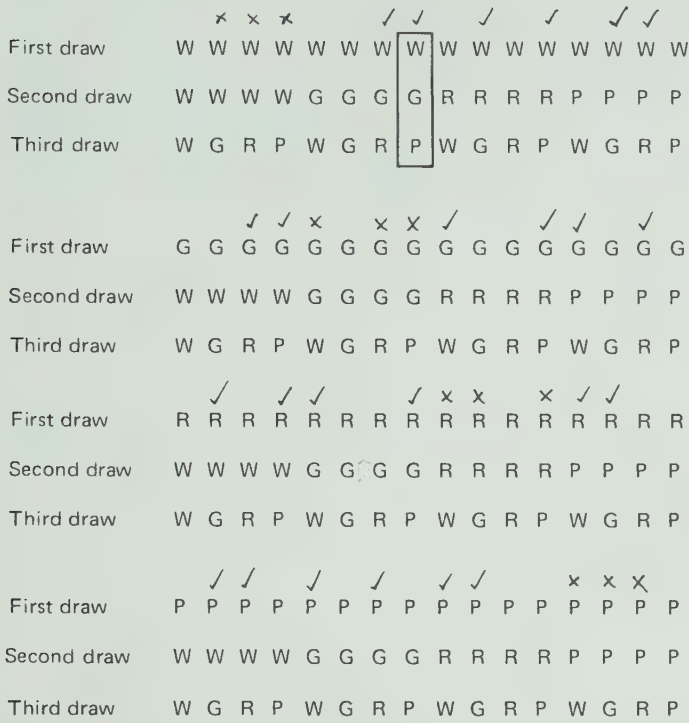 × × × ✓ ✓ ✓ ✓ ✓ ✓
First draw W W W W W W W W W W W W W W W W
Second draw W W W W G G G G R R R R P P P P
Third draw W G R P W G R P W G R P W G R P
✓ ✓ × × × ✓ ✓ ✓ ✓
First draw G G G G G G G G G G G G G G G G
Second draw W W W W G G G G R R R R P P P P
Third draw W G R P W G R P W G R P W G R P
✓ ✓ ✓ ✓ × × × ✓ ✓
First draw R R R R R R R R R R R R R R R R
Second draw W W W W G G G G R R R R P P P P
Third draw W G R P W G R P W G R P W G R P
✓ ✓ ✓ ✓ ✓ ✓ × × ×
First draw P P P P P P P P P P P P P P P P
Second draw W W W W G G G G R R R R P P P P
Third draw W G R P W G R P W G R P W G R P